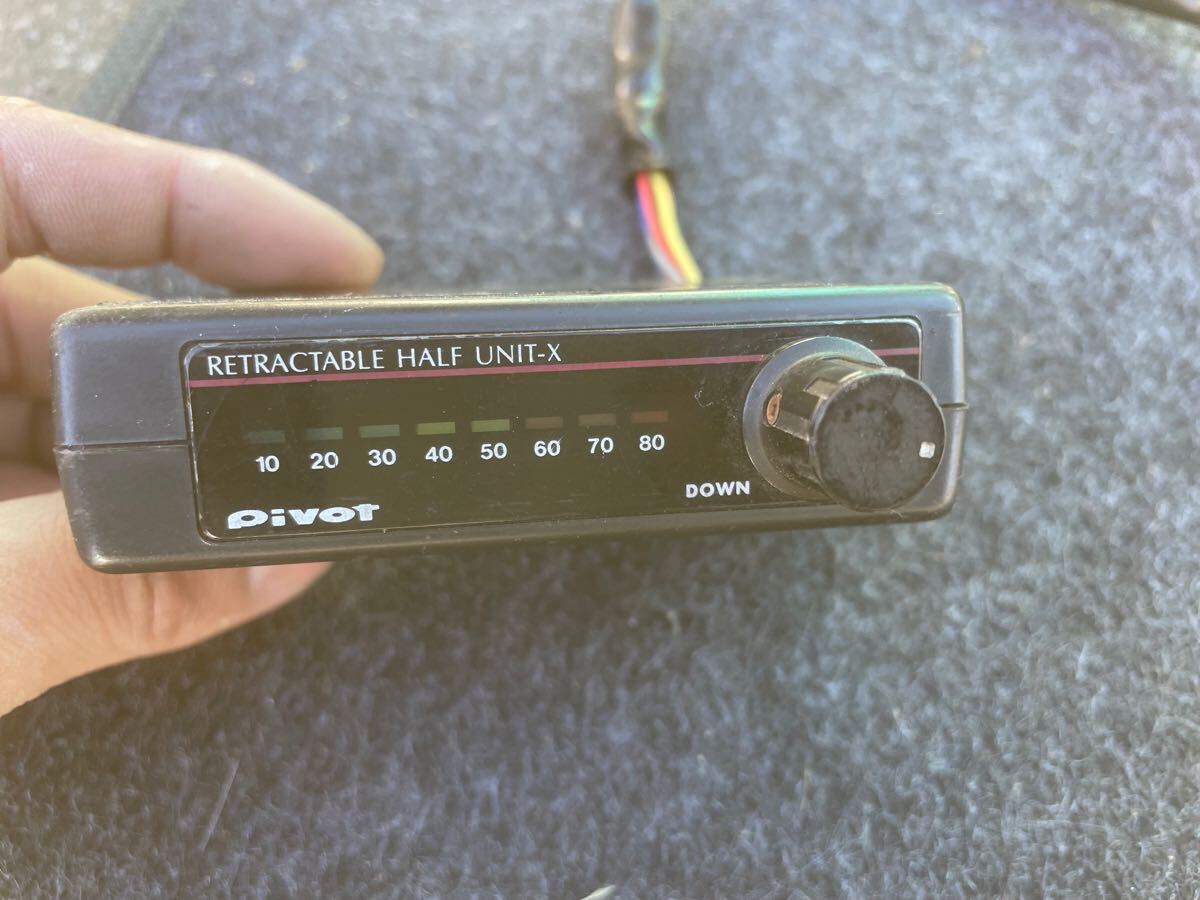 RETRACTABLE HALF UNIT-X
10 20 30 40 50 60 70 80
DOWN
PIVOT